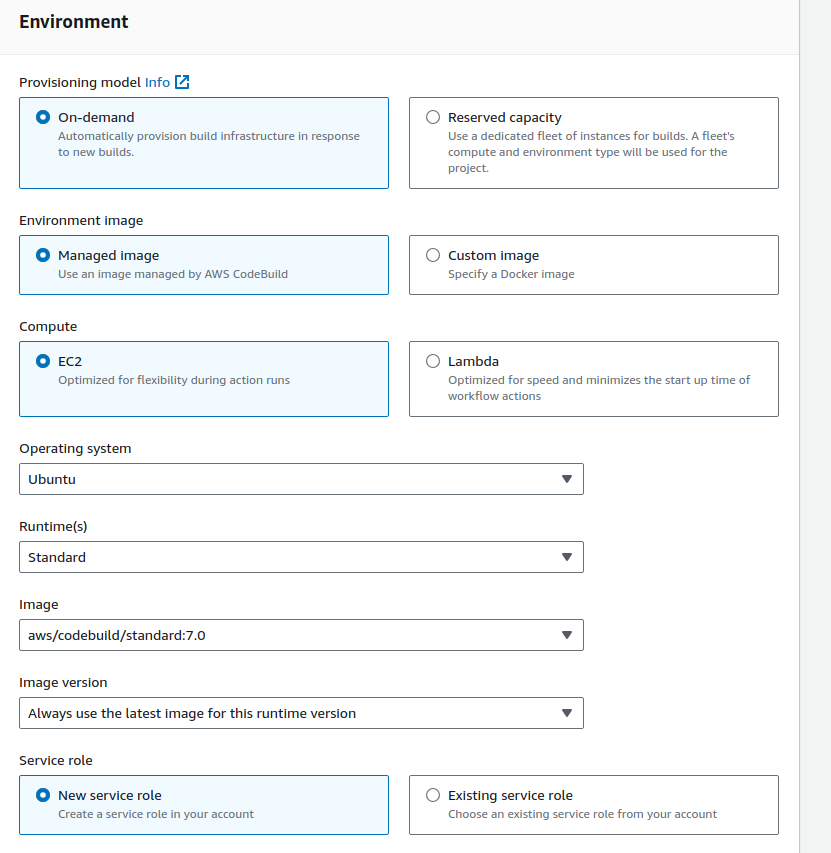 Environment
Provisioning model Info
On-demand
Automatically provision build infrastructure in response
to new builds.
Reserved capacity
Use a dedicated fleet of instances for builds. A fleet's
compute and environment type will be used for the
project.
Environment image
Managed image
Use an image managed by AWS CodeBuild
Custom image
Specify a Docker image
Compute
EC2
Optimized for flexibility during action runs
Lambda
Optimized for speed and minimizes the start up time of
workflow actions
Operating system
Ubuntu
Runtime(s)
Standard
Image
aws/codebuild/standard:7.0
Image version
Always use the latest image for this runtime version
Service role
New service role
Create a service role in your account
Existing service role
Choose an existing service role from your account